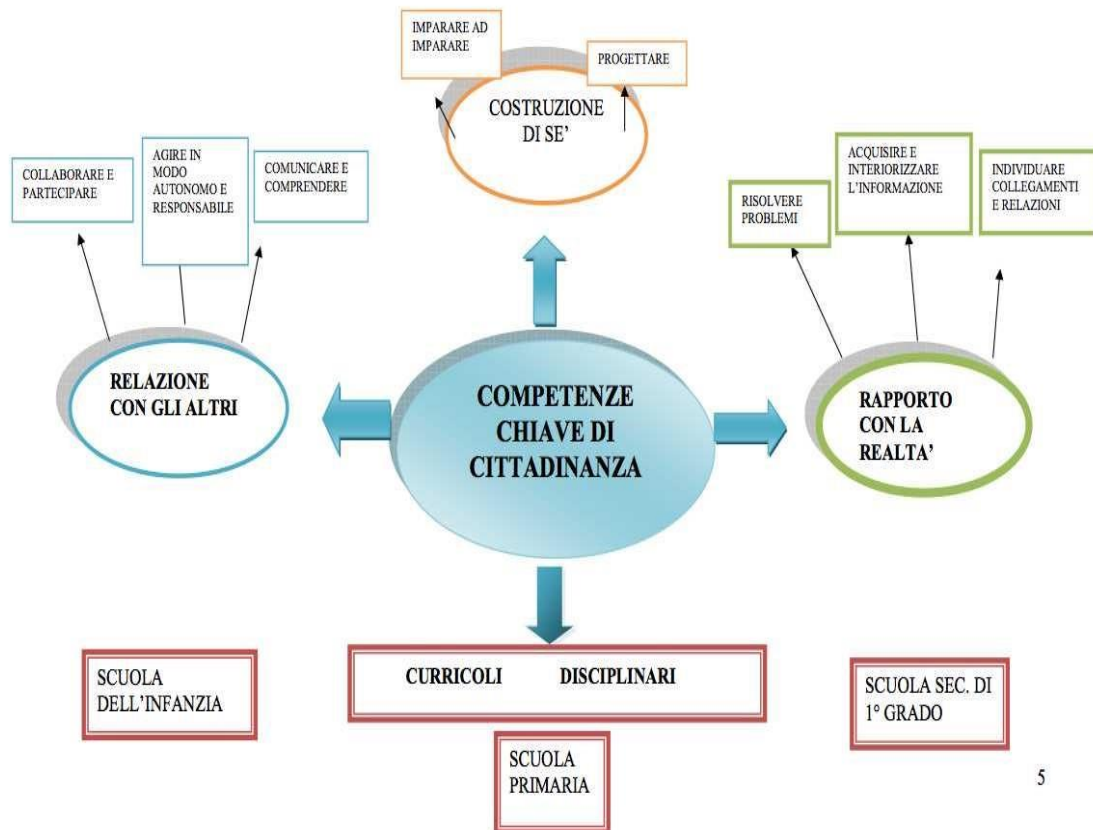 IMPARARE AD
IMPARARE
PROGETTARE
COSTRUZIONE
DI SE’
COLLABORARE E
PARTECIPARE
AGIRE IN
MODO
AUTONOMO E
RESPONSABILE
COMUNICARE E
COMPRENDERE
RISOLVERE
PROBLEMI
ACQUISIRE E
INTERIORIZZARE
L’INFORMAZIONE
INDIVIDUARE
COLLEGAMENTI
E RELAZIONI
RELAZIONE
CON GLI ALTRI
COMPETENZE
CHIAVE DI
CITTADINANZA
RAPPORTO
CON LA
REALTA’
SCUOLA
DELL’INFANZIA
CURRICOLI DISCIPLINARI
SCUOLA SEC. DI
1° GRADO
SCUOLA
PRIMARIA
5